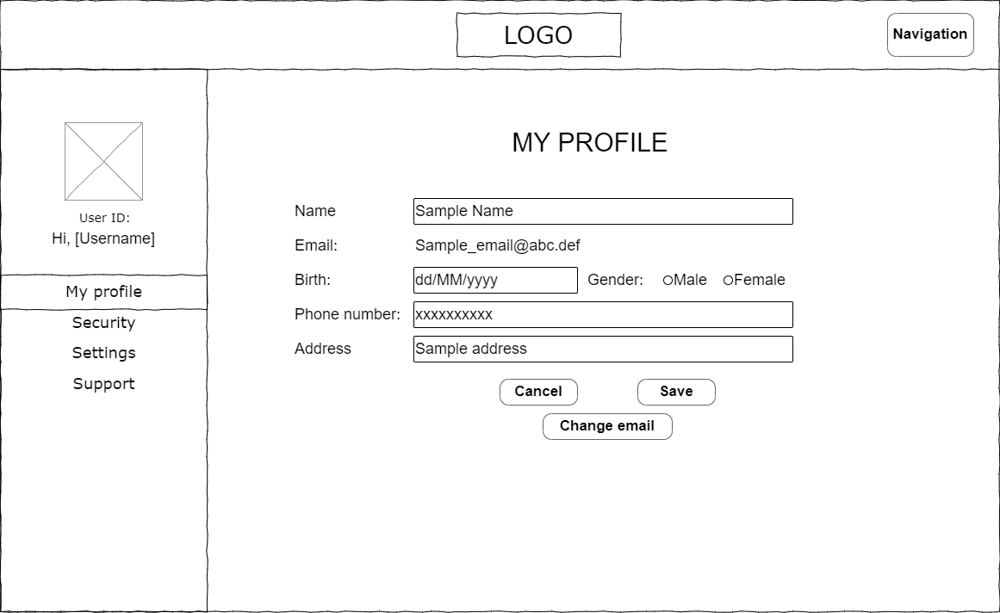 LOGO
Navigation
User ID:
Hi, [Username]
My profile
Security
Settings
Support
MY PROFILE
Name Sample Name
Email: Sample_email@abc.def
Birth: dd/MM/yyyy Gender: Male Female
Phone number: xxxxxxxxxx
Address Sample address
Cancel Save
Change email